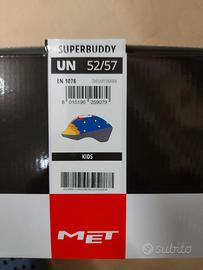 SUPERBUDDY
UN 52/57
EN 1078
8 015190 259079
KIDS
MET
subito